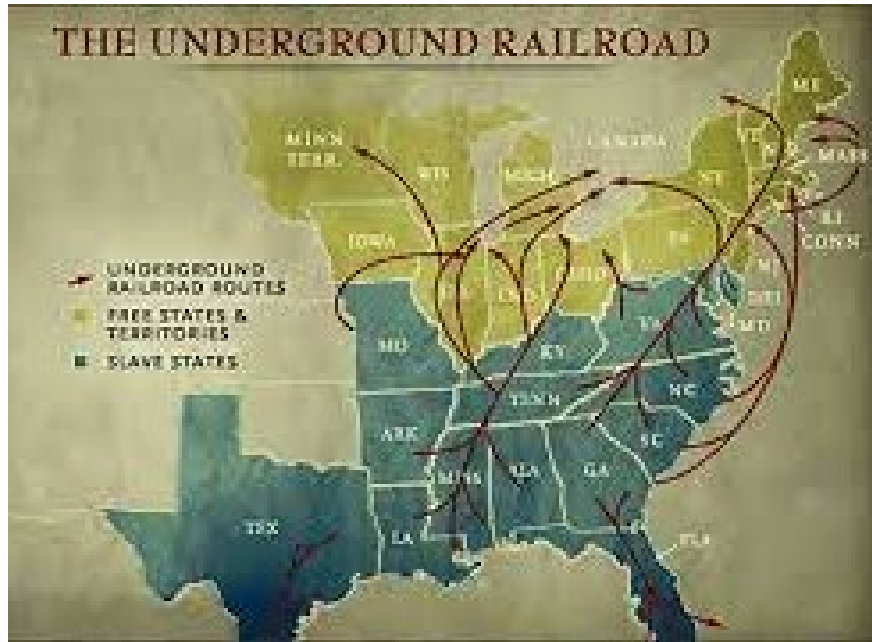 THE UNDERGROUND RAILROAD
ME
CANADA
MINN
TERR.
VT
MASS
WIS
MICH
NY
RI
CONN
IOWA
PA
UNDERGROUND
RAILROAD ROUTES
OHIO
IND
NJ
DEL
MD
FREE STATES &
TERRITORIES
VA
MO
KY
SLAVE STATES
NC
TENN
ARK
SC
MISS
GA
TEX
LA
FLA